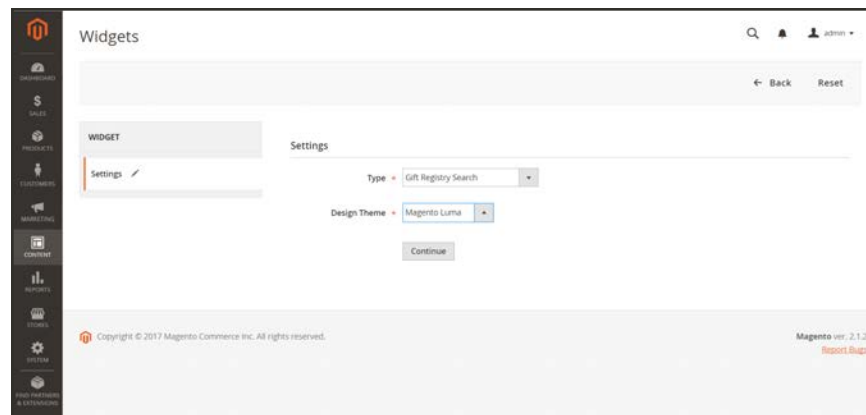 Widgets
admin
DASHBOARD
← Back
Reset
$
SALES
PRODUCTS
WIDGET
Settings
Settings
Type * Gift Registry Search
CUSTOMERS
MARKETING
Design Theme * Magento Luma
CONTENT
Continue
REPORTS
STORES
Copyright © 2017 Magento Commerce Inc. All rights reserved.
Magento ver. 2.1.2
Report Bugs
SYSTEM
FIND PARTNERS
& EXTENSIONS